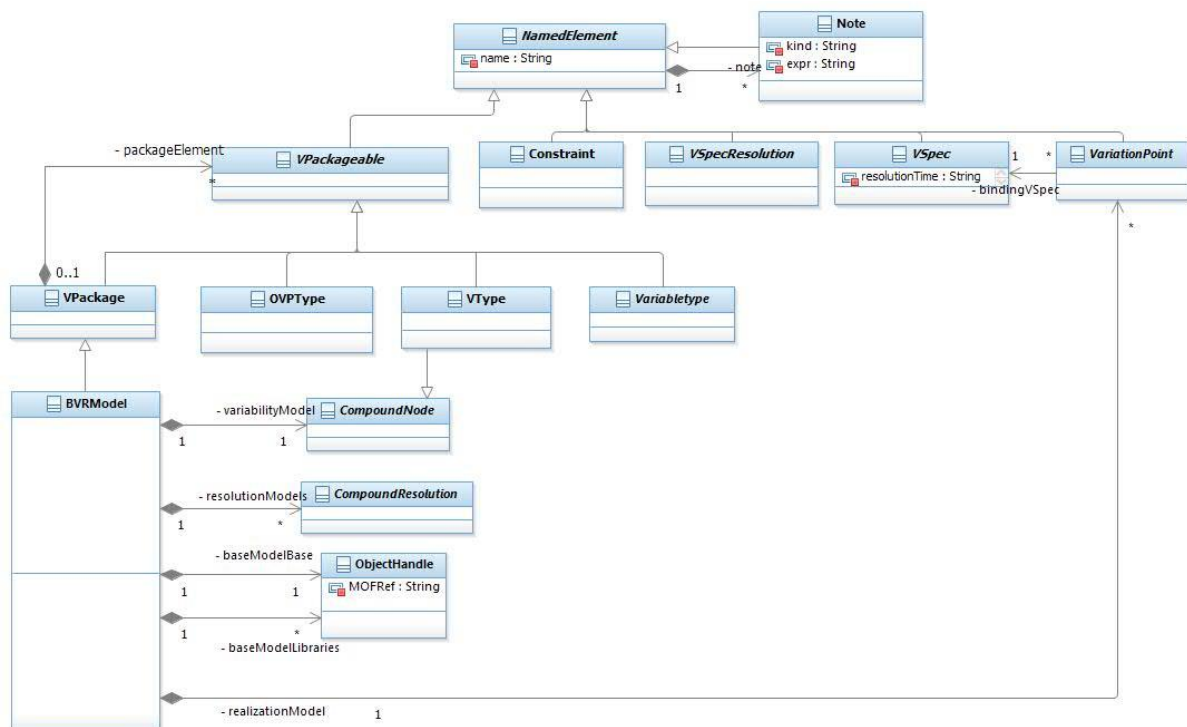 NamedElement
name : String
Note
kind : String
expr : String
- note
1
*
- packageElement
*
VPackageable
Constraint
VSpecResolution
VSpec
resolutionTime : String
1
*
- bindingVSpec
VariationPoint
*
0..1
VPackage
OVPType
VType
Variabletype
BVRModel
- variabilityModel
1
1
CompoundNode
- resolutionModels
1
*
CompoundResolution
- baseModelBase
1
1
ObjectHandle
MOFRef : String
1
*
- baseModelLibraries
- realizationModel
1